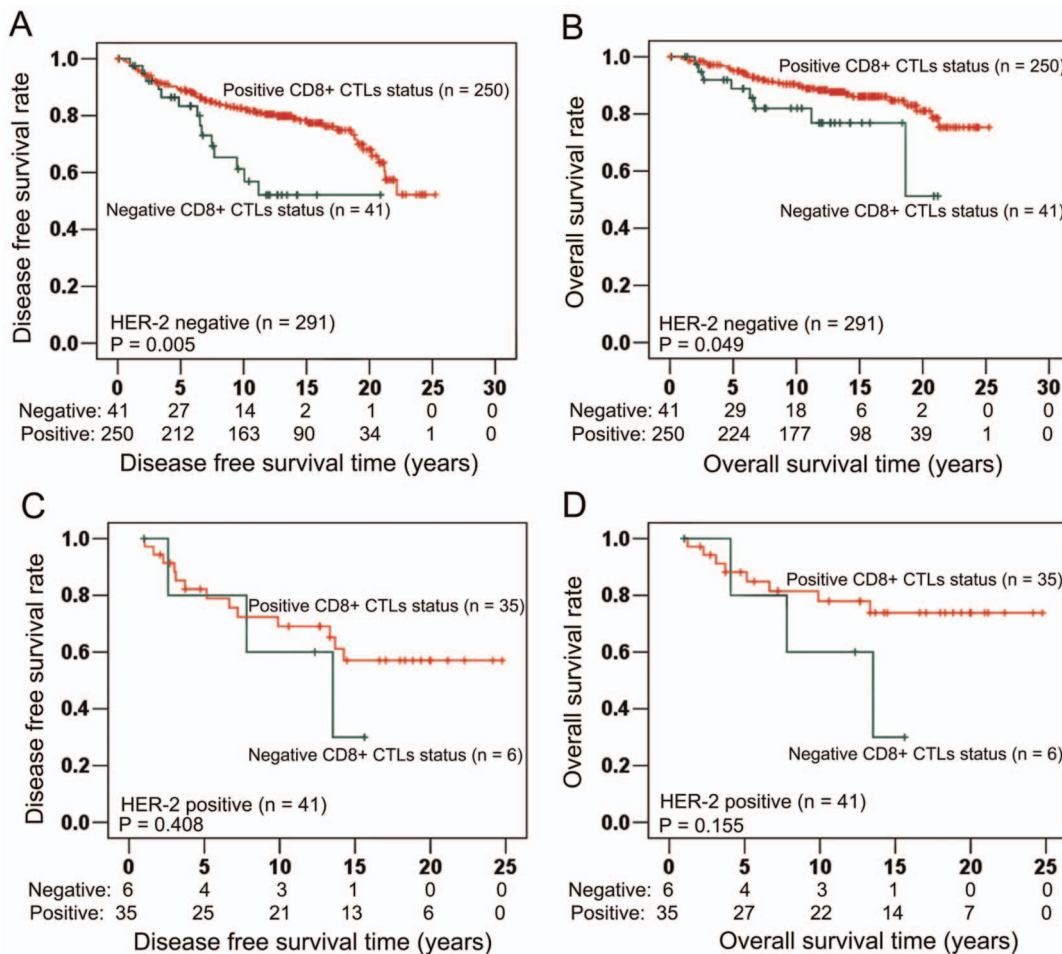 A
Disease free survival rate
1.0
0.8
0.6
0.4
0.2
0.0
Positive CD8+ CTLs status (n = 250)
Negative CD8+ CTLs status (n = 41)
HER-2 negative (n = 291)
P = 0.005
0 5 10 15 20 25 30
Negative: 41 27 14 2 1 0 0
Positive: 250 212 163 90 34 1 0
Disease free survival time (years)
B
Overall survival rate
1.0
0.8
0.6
0.4
0.2
0.0
Positive CD8+ CTLs status (n = 250)
Negative CD8+ CTLs status (n = 41)
HER-2 negative (n = 291)
P = 0.049
0 5 10 15 20 25 30
Negative: 41 29 18 6 2 0 0
Positive: 250 224 177 98 39 1 0
Overall survival time (years)
C
Disease free survival rate
1.0
0.8
0.6
0.4
0.2
0.0
Positive CD8+ CTLs status (n = 35)
Negative CD8+ CTLs status (n = 6)
HER-2 positive (n = 41)
P = 0.408
0 5 10 15 20 25
Negative: 6 4 3 1 0 0
Positive: 35 25 21 13 6 0
Disease free survival time (years)
D
Overall survival rate
1.0
0.8
0.6
0.4
0.2
0.0
Positive CD8+ CTLs status (n = 35)
Negative CD8+ CTLs status (n = 6)
HER-2 positive (n = 41)
P = 0.155
0 5 10 15 20 25
Negative: 6 4 3 1 0 0
Positive: 35 27 22 14 7 0
Overall survival time (years)